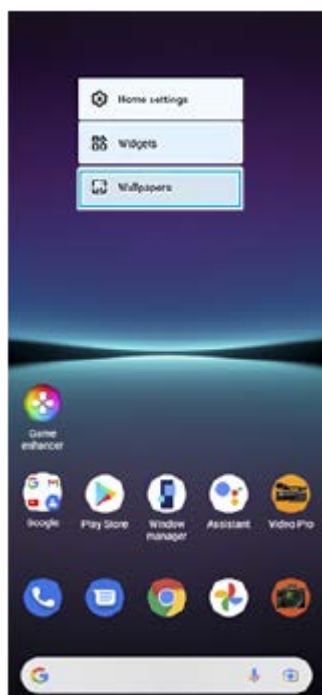 Home settings
Widgets
Wallpapers
Game
enhancer
Google
Play Store
Window
manager
Assistant
Video Pro